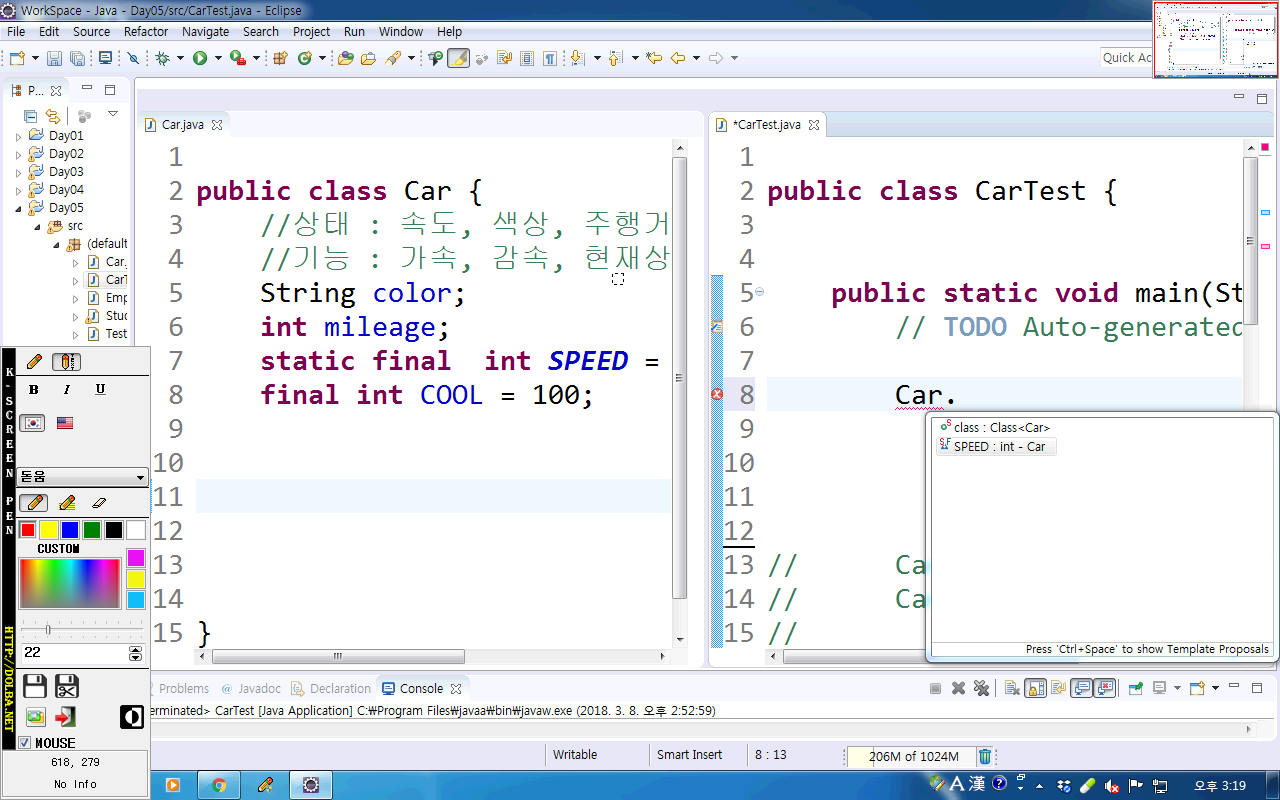 WorkSpace - Java - Day05/src/CarTest.java - Eclipse
File Edit Source Refactor Navigate Search Project Run Window Help
Quick Ac
P...
Day01
Day02
Day03
Day04
Day05
src
(default
Car.
CarT
Emp
Stud
Test
Car.java
1
2 public class Car {
3 //상태 : 속도, 색상, 주행거
4 //기능 : 가속, 감속, 현재상
5 String color;
6 int mileage;
7 static final int SPEED =
8 final int COOL = 100;
9
10
11
12
13
14
15 }
*CarTest.java
1
2 public class CarTest {
3
4
5 public static void main(St
6 // TODO Auto-generated
7
8 Car.
9
10
11
12
13 // Ca
14 // Ca
15 //
class : Class<Car>
SPEED : int - Car
Press 'Ctrl+Space' to show Template Proposals
K-SCREEN PEN
HTTP://DOLBA.NET
B I U
돋움
CUSTOM
22
MOUSE
618, 279
No Info
Problems @ Javadoc Declaration Console
erminated> CarTest [Java Application] C:₩Program Files₩javaa₩bin₩javaw.exe (2018. 3. 8. 오후 2:52:59)
Writable Smart Insert 8 : 13 206M of 1024M
A 漢 ?
오후 3:19